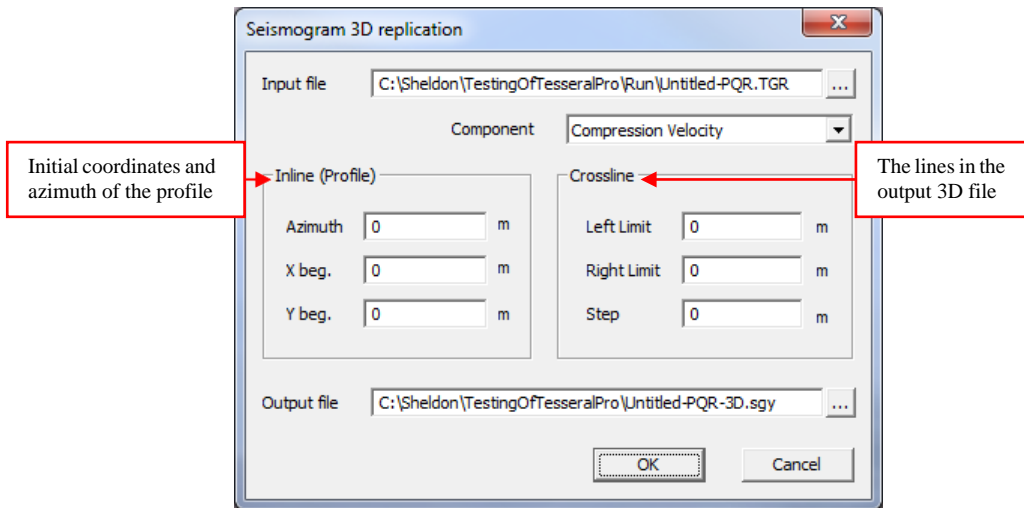 Seismogram 3D replication
Input file C:\Sheldon\TestingOfTesseralPro\Run\Untitled-PQR.TGR ...
Component Compression Velocity
Initial coordinates and
azimuth of the profile
Inline (Profile)
Azimuth 0 m
X beg. 0 m
Y beg. 0 m
Crossline
Left Limit 0 m
Right Limit 0 m
Step 0 m
The lines in the
output 3D file
Output file C:\Sheldon\TestingOfTesseralPro\Untitled-PQR-3D.sgy ...
OK Cancel